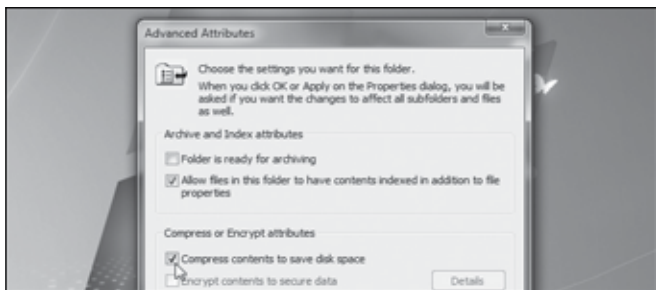 Advanced Attributes
Choose the settings you want for this folder.
When you click OK or Apply on the Properties dialog, you will be
asked if you want the changes to affect all subfolders and files
as well.
Archive and Index attributes
Folder is ready for archiving
Allow files in this folder to have contents indexed in addition to file
properties
Compress or Encrypt attributes
Compress contents to save disk space
Encrypt contents to secure data
Details